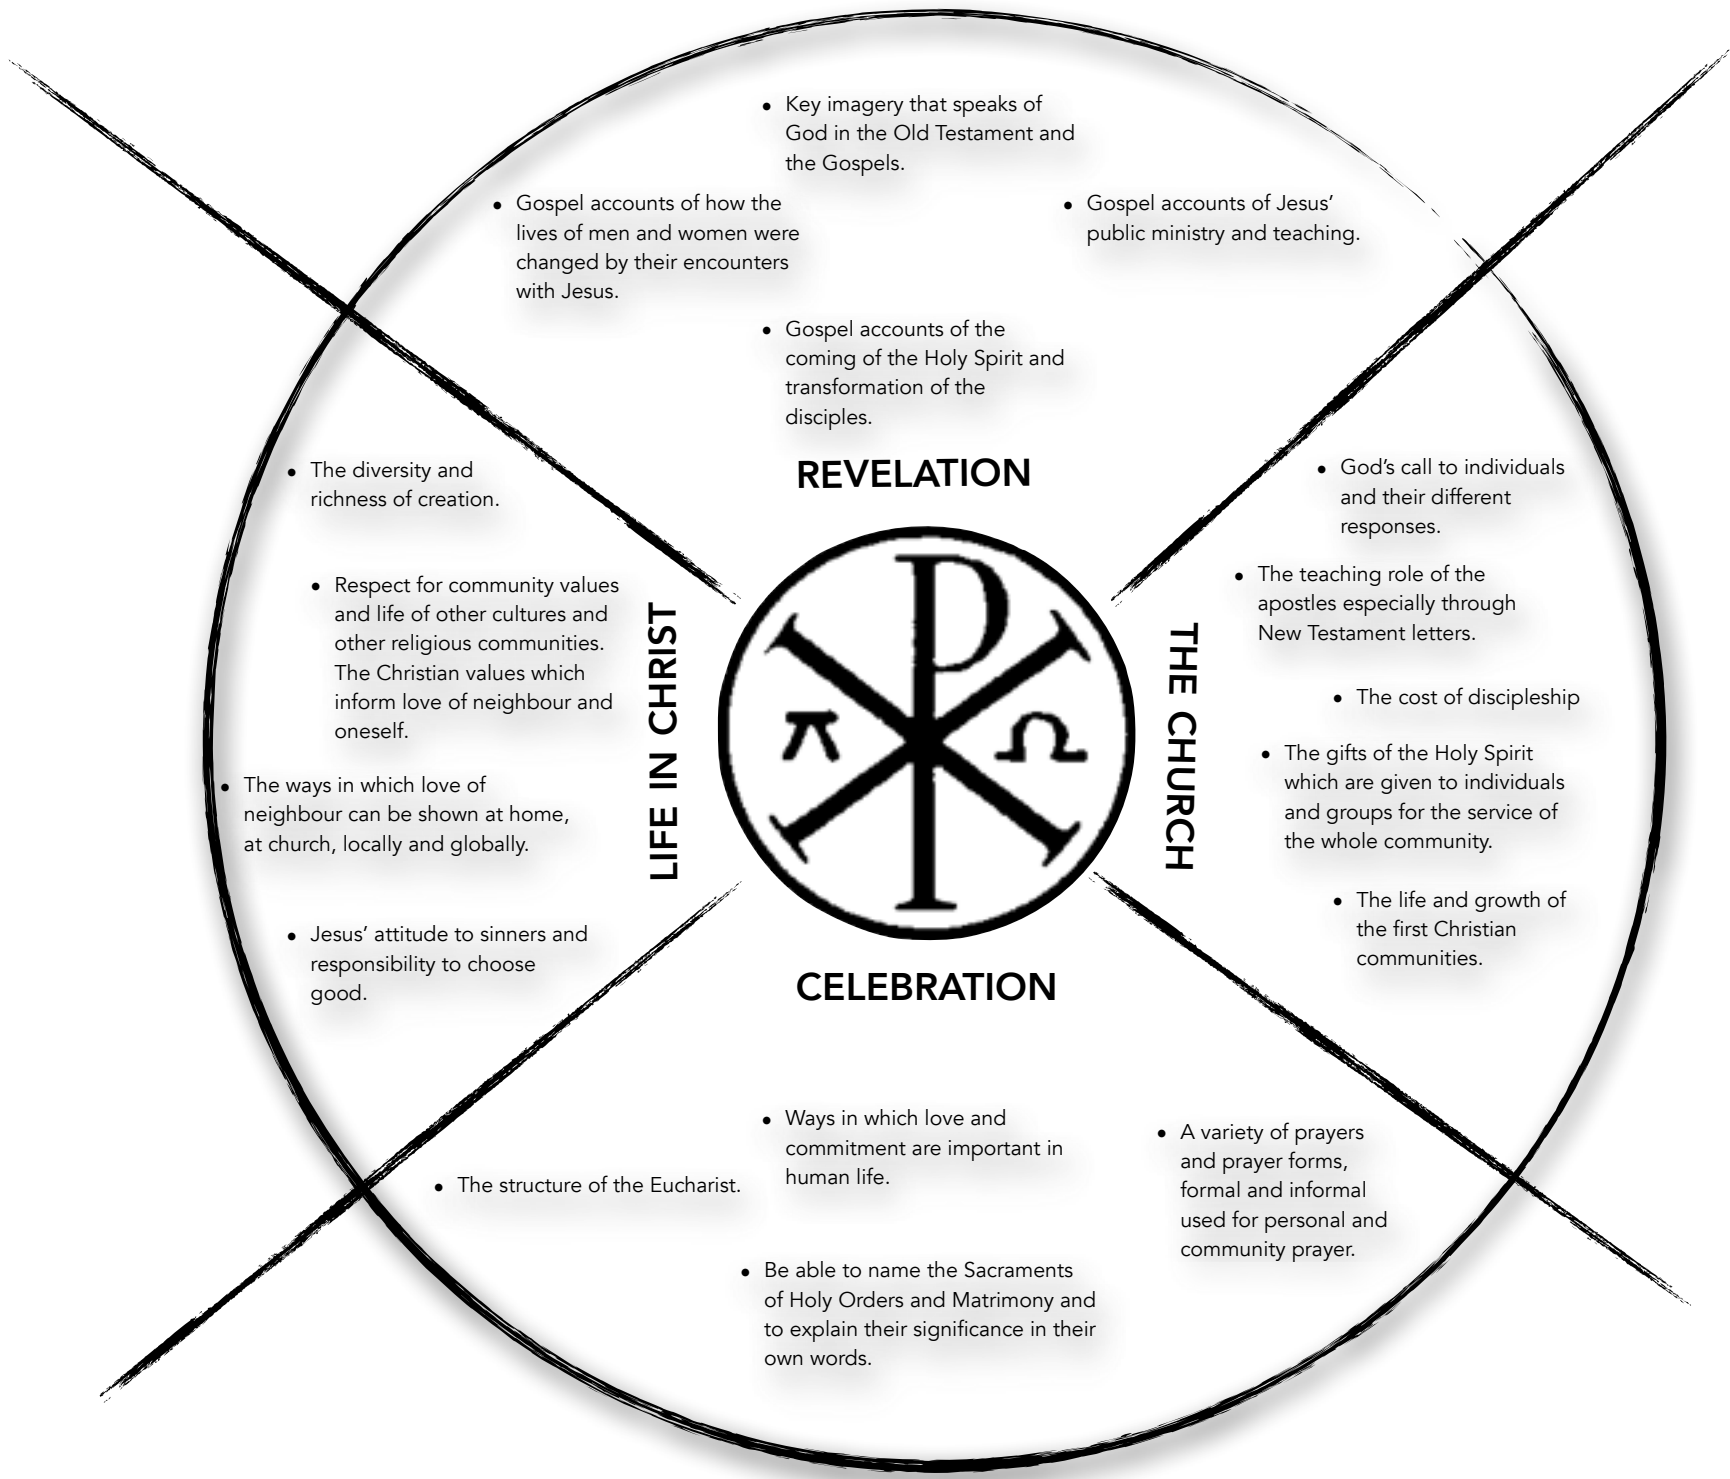 • Key imagery that speaks of
God in the Old Testament and
the Gospels.
• Gospel accounts of how the
lives of men and women were
changed by their encounters
with Jesus.
• Gospel accounts of Jesus’
public ministry and teaching.
• Gospel accounts of the
coming of the Holy Spirit and
transformation of the
disciples.
REVELATION
• The diversity and
richness of creation.
• Respect for community values
and life of other cultures and
other religious communities.
The Christian values which
inform love of neighbour and
oneself.
• The ways in which love of
neighbour can be shown at home,
at church, locally and globally.
• Jesus’ attitude to sinners and
responsibility to choose
good.
LIFE IN CHRIST
Ω
THE CHURCH
• God’s call to individuals
and their different
responses.
• The teaching role of the
apostles especially through
New Testament letters.
• The cost of discipleship
• The gifts of the Holy Spirit
which are given to individuals
and groups for the service of
the whole community.
• The life and growth of
the first Christian
communities.
CELEBRATION
• Ways in which love and
commitment are important in
human life.
• The structure of the Eucharist.
• A variety of prayers
and prayer forms,
formal and informal
used for personal and
community prayer.
• Be able to name the Sacraments
of Holy Orders and Matrimony and
to explain their significance in their
own words.